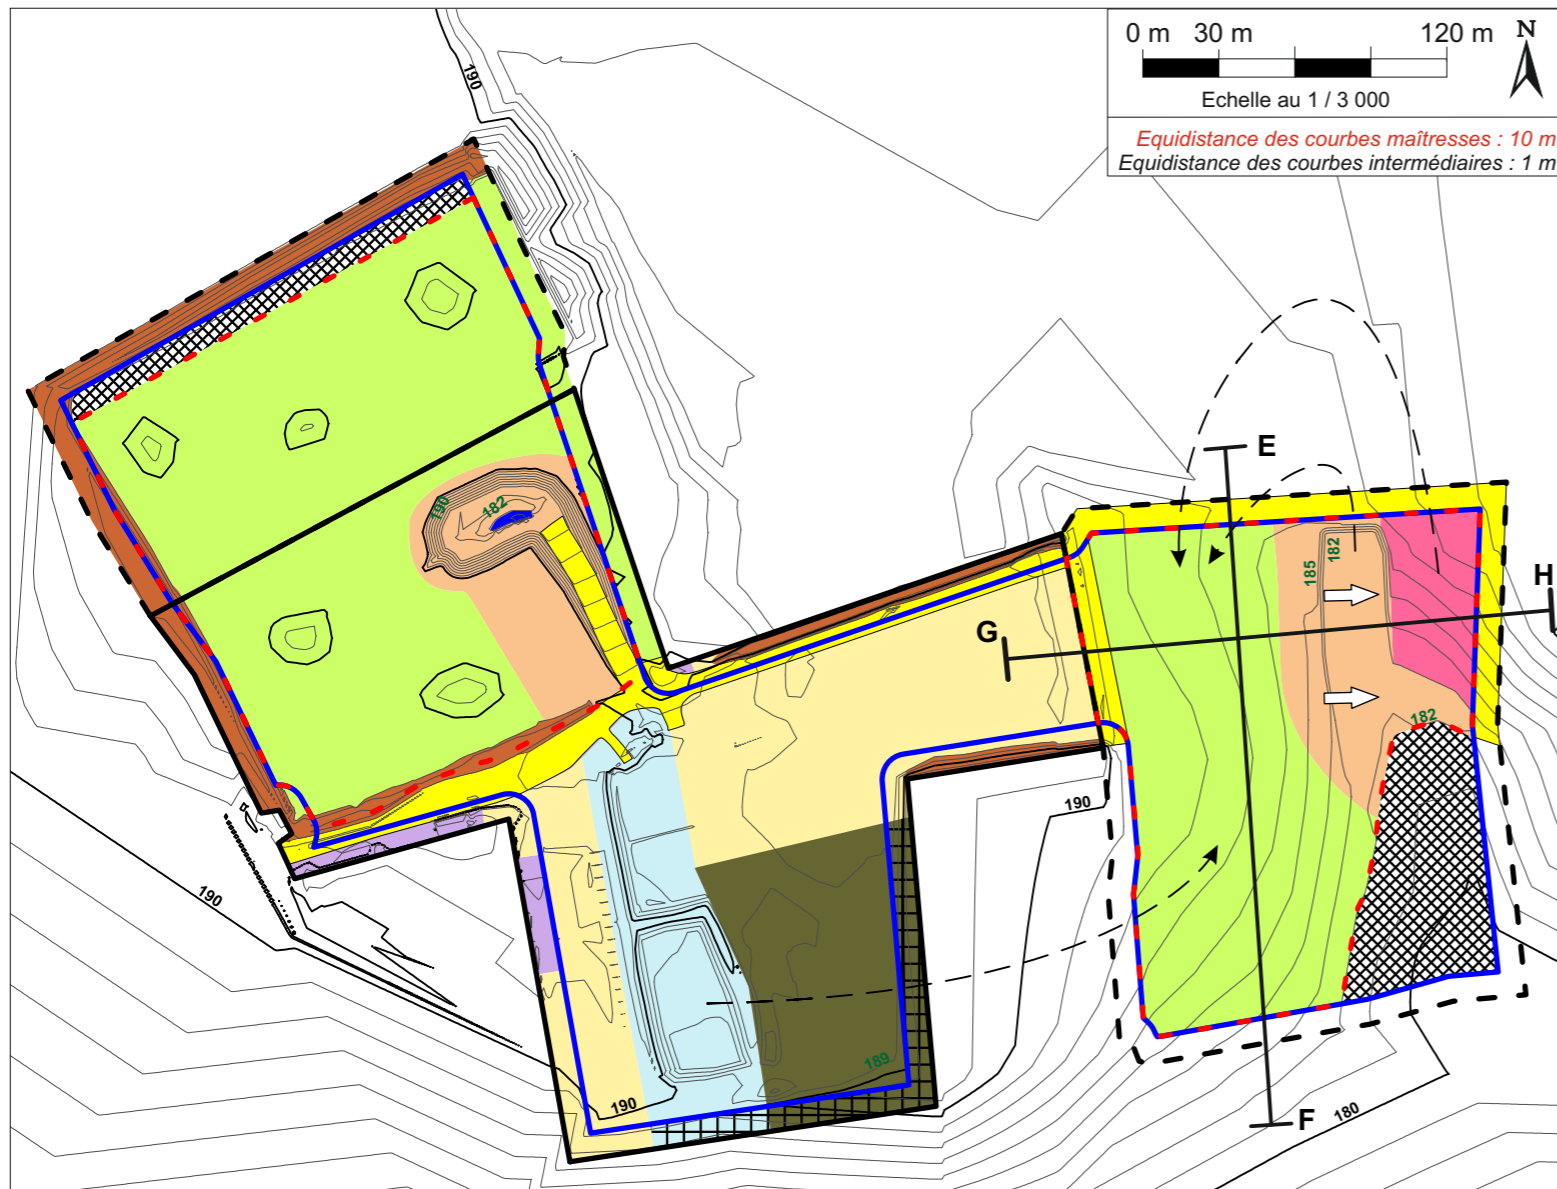 0 m 30 m 120 m
N
Echelle au 1 / 3 000
Equidistance des courbes maîtresses : 10 m
Equidistance des courbes intermédiaires : 1 m
190
E
190
182
182
185
H
G
182
190
190
189
190
180
F